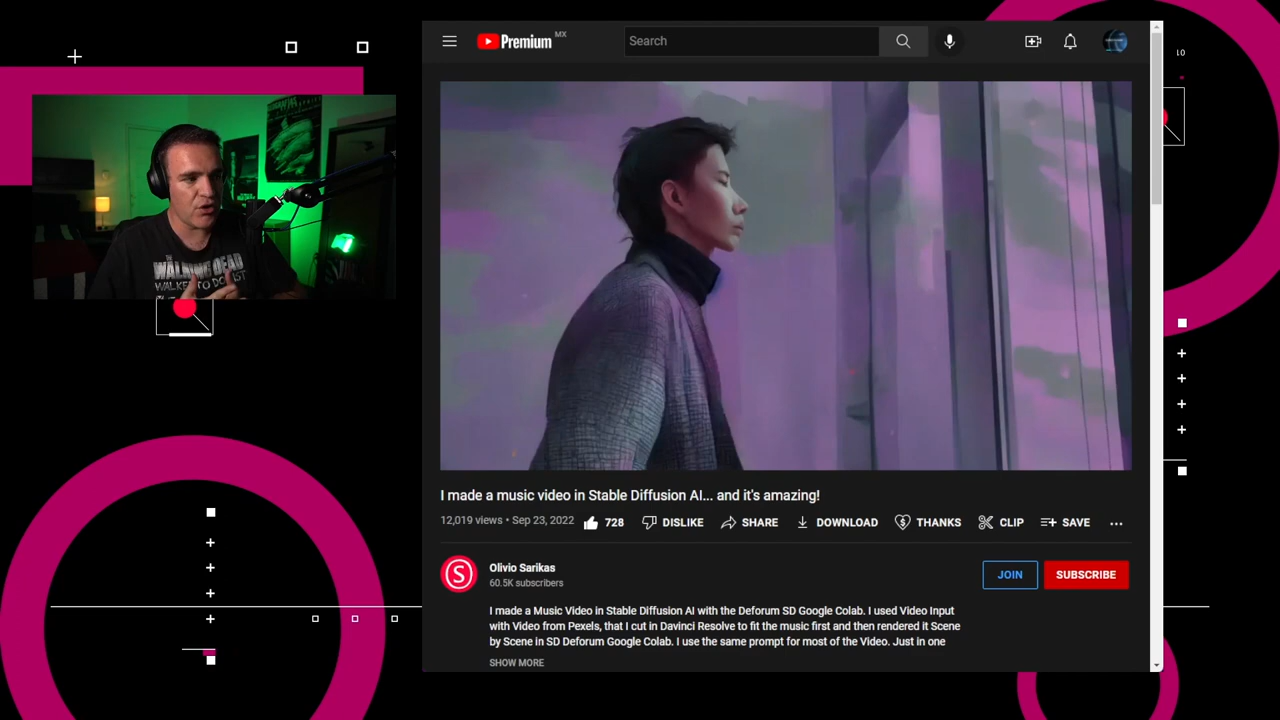 Premium MX
Search
THE
WALKING DEAD
I made a music video in Stable Diffusion AI... and it's amazing!
12,019 views • Sep 23, 2022
728
DISLIKE
SHARE
DOWNLOAD
THANKS
CLIP
SAVE
Olivio Sarikas
60.5K subscribers
JOIN
SUBSCRIBE
I made a Music Video in Stable Diffusion AI with the Deforum SD Google Colab. I used Video Input
with Video from Pexels, that I cut in Davinci Resolve to fit the music first and then rendered it Scene
by Scene in SD Deforum Google Colab. I use the same prompt for most of the Video. Just in one
SHOW MORE